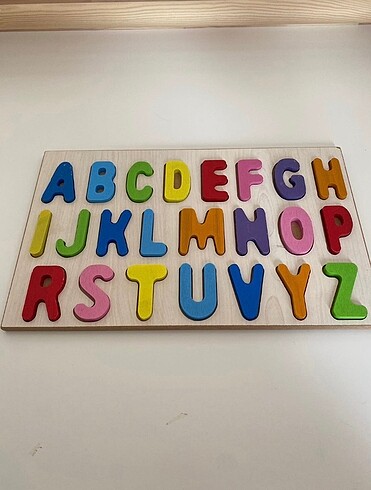 ABCDEFGH
IJKLMNOP
RSTUVYZ